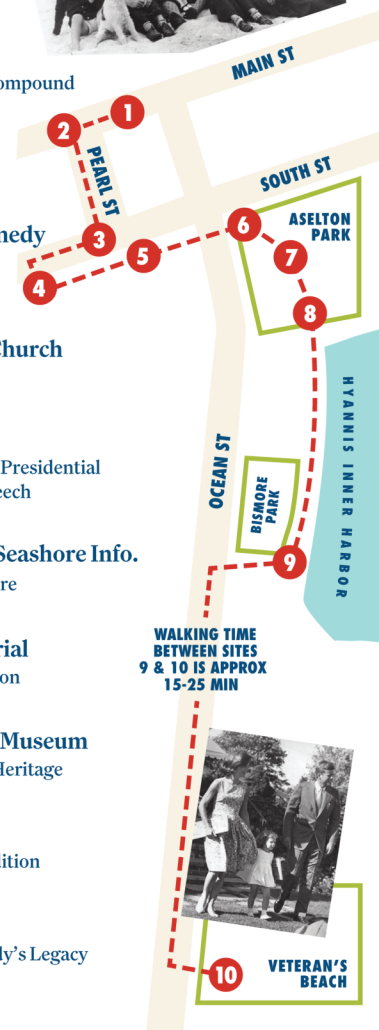 MAIN ST
ompound
1
2
PEARL ST
SOUTH ST
nedy
3
4
5
6
ASELTON
PARK
7
8
Church
HYANNIS INNER HARBOR
Presidential
eech
OCEAN ST
BISMORE
PARK
Seashore Info.
re
9
WALKING TIME
BETWEEN SITES
9 & 10 IS APPROX
15-25 MIN
rial
on
Museum
Heritage
dition
dy's Legacy
10
VETERAN'S
BEACH